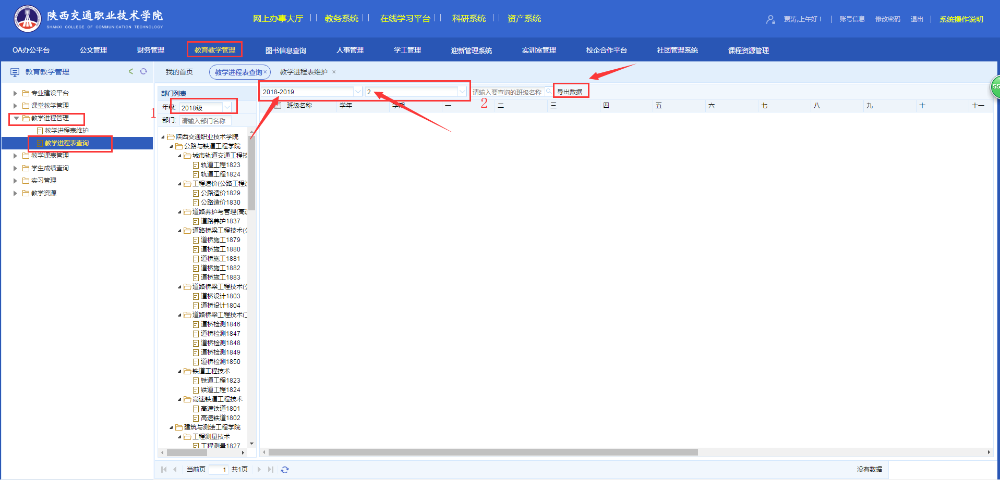 陕西交通职业技术学院
SHANXI COLLEGE OF COMMUNICATION TECHNOLOGY
网上办事大厅 教务系统 在线学习平台 科研系统 资产系统
贾涛,上午好！ 账号信息 修改密码 退出 系统操作说明
OA办公平台 公文管理 财务管理 教育教学管理 图书信息查询 人事管理 学工管理 迎新管理系统 实训室管理 校企合作平台 社团管理系统 课程资源管理
教育教学管理
我的首页 教学进程表查询× 教学进程表维护 ×
专业建设平台
课堂教学管理
教学进程管理
教学进程表维护
教学进程表查询
教学课表管理
学生成绩查询
实习管理
教学资源
1
部门列表
年级: 2018级
部门: 请输入部门名称
陕西交通职业技术学院
公路与铁道工程学院
城市轨道交通工程技
轨道工程1823
轨道工程1824
工程造价(公路工程造
公路造价1829
公路造价1830
道路养护与管理(高速
道路养护1837
道路桥梁工程技术(公
道桥施工1879
道桥施工1880
道桥施工1881
道桥施工1882
道桥施工1883
道路桥梁工程技术(公
道桥设计1803
道桥设计1804
道路桥梁工程技术(工
道桥检测1846
道桥检测1847
道桥检测1848
道桥检测1849
道桥检测1850
铁道工程技术
铁道工程1823
铁道工程1824
高速铁道工程技术
高速铁道1801
高速铁道1802
建筑与测绘工程学院
工程测量技术
工程测量1827
2018-2019 2 请输入要查询的班级名称 导出数据
2
班级名称 学年 学期 一 二 三 四 五 六 七 八 九 十 十一
55
当前页 1 共1页 没有数据